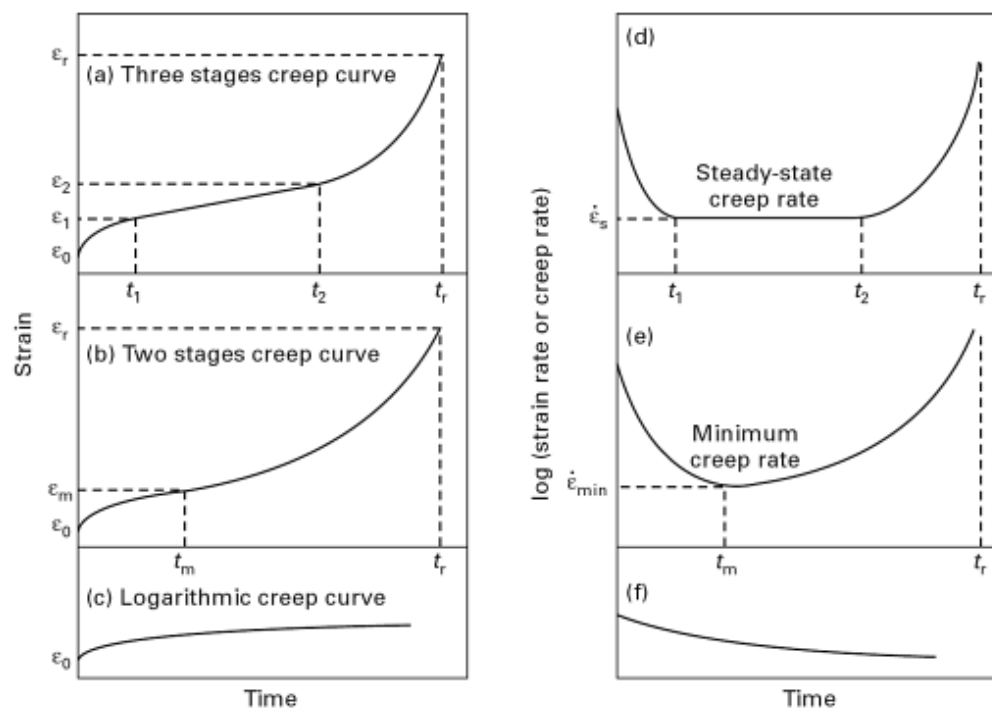 εr
(a) Three stages creep curve
ε2
ε1
ε0
t1
t2
tr
Strain
εr
(b) Two stages creep curve
εm
ε0
tm
tr
(c) Logarithmic creep curve
ε0
Time
log (strain rate or creep rate)
(d)
Steady-state
creep rate
ε̇s
t1
t2
tr
(e)
Minimum
creep rate
ε̇min
tm
tr
(f)
Time